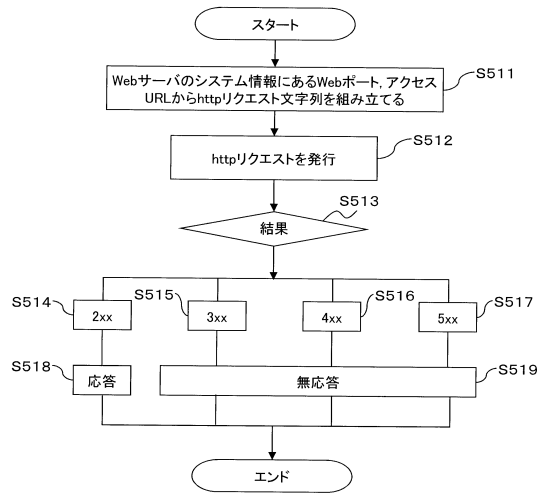 スタート
Webサーバのシステム情報にあるWebポート, アクセス
URLからhttpリクエスト文字列を組み立てる
S511
httpリクエストを発行
S512
結果
S513
S514
2xx
S515
3xx
4xx
S516
5xx
S517
S518
応答
無応答
S519
エンド